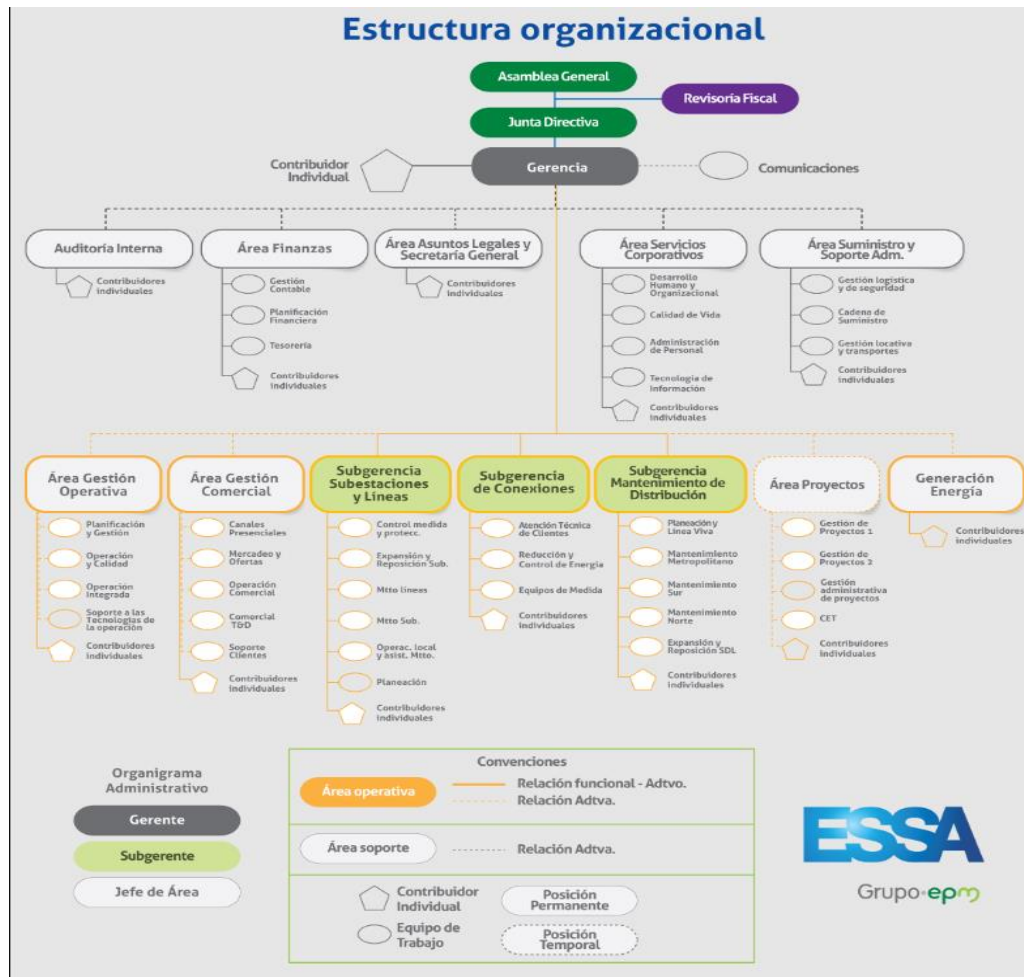 Estructura organizacional
Asamblea General
Revisoría Fiscal
Junta Directiva
Contribuidor
Individual
Gerencia
Comunicaciones
Auditoría Interna
Contribuidores
individuales
Área Finanzas
Gestión
Contable
Planificación
Financiera
Tesorería
Contribuidores
individuales
Área Asuntos Legales y
Secretaría General
Contribuidores
individuales
Área Servicios
Corporativos
Desarrollo
Humano y
Organizacional
Calidad de Vida
Administración
de Personal
Tecnología de
Información
Contribuidores
individuales
Área Suministro y
Soporte Adm.
Gestión logística
y de seguridad
Cadena de
Suministro
Gestión locativa
y transportes
Contribuidores
individuales
Área Gestión
Operativa
Planificación
y Gestión
Operación
y Calidad
Operación
Integrada
Soporte a las
Tecnologías de
la operación
Contribuidores
individuales
Área Gestión
Comercial
Canales
Presenciales
Mercadeo y
Ofertas
Operación
Comercial
Comercial
T&D
Soporte
Clientes
Contribuidores
individuales
Subgerencia
Subestaciones
y Líneas
Control medida
y protecc.
Expansión y
Reposición Sub.
Mtto líneas
Mtto Sub.
Operac. local
y asist. Mtto.
Planeación
Contribuidores
individuales
Subgerencia
de Conexiones
Atención Técnica
de Clientes
Reducción y
Control de Energía
Equipos de Medida
Contribuidores
individuales
Subgerencia
Mantenimiento de
Distribución
Planeación y
Línea Viva
Mantenimiento
Metropolitano
Mantenimiento
Sur
Mantenimiento
Norte
Expansión y
Reposición SDL
Contribuidores
individuales
Área Proyectos
Gestión de
Proyectos 1
Gestión de
Proyectos 2
Gestión
administrativa
de proyectos
CET
Contribuidores
individuales
Generación
Energía
Contribuidores
individuales
Organigrama
Administrativo
Gerente
Subgerente
Jefe de Área
Convenciones
Área operativa
Relación funcional - Adtvo.
Relación Adtva.
Área soporte
Relación Adtva.
Contribuidor
Individual
Posición
Permanente
Equipo de
Trabajo
Posición
Temporal
ESSA
Grupo·epm